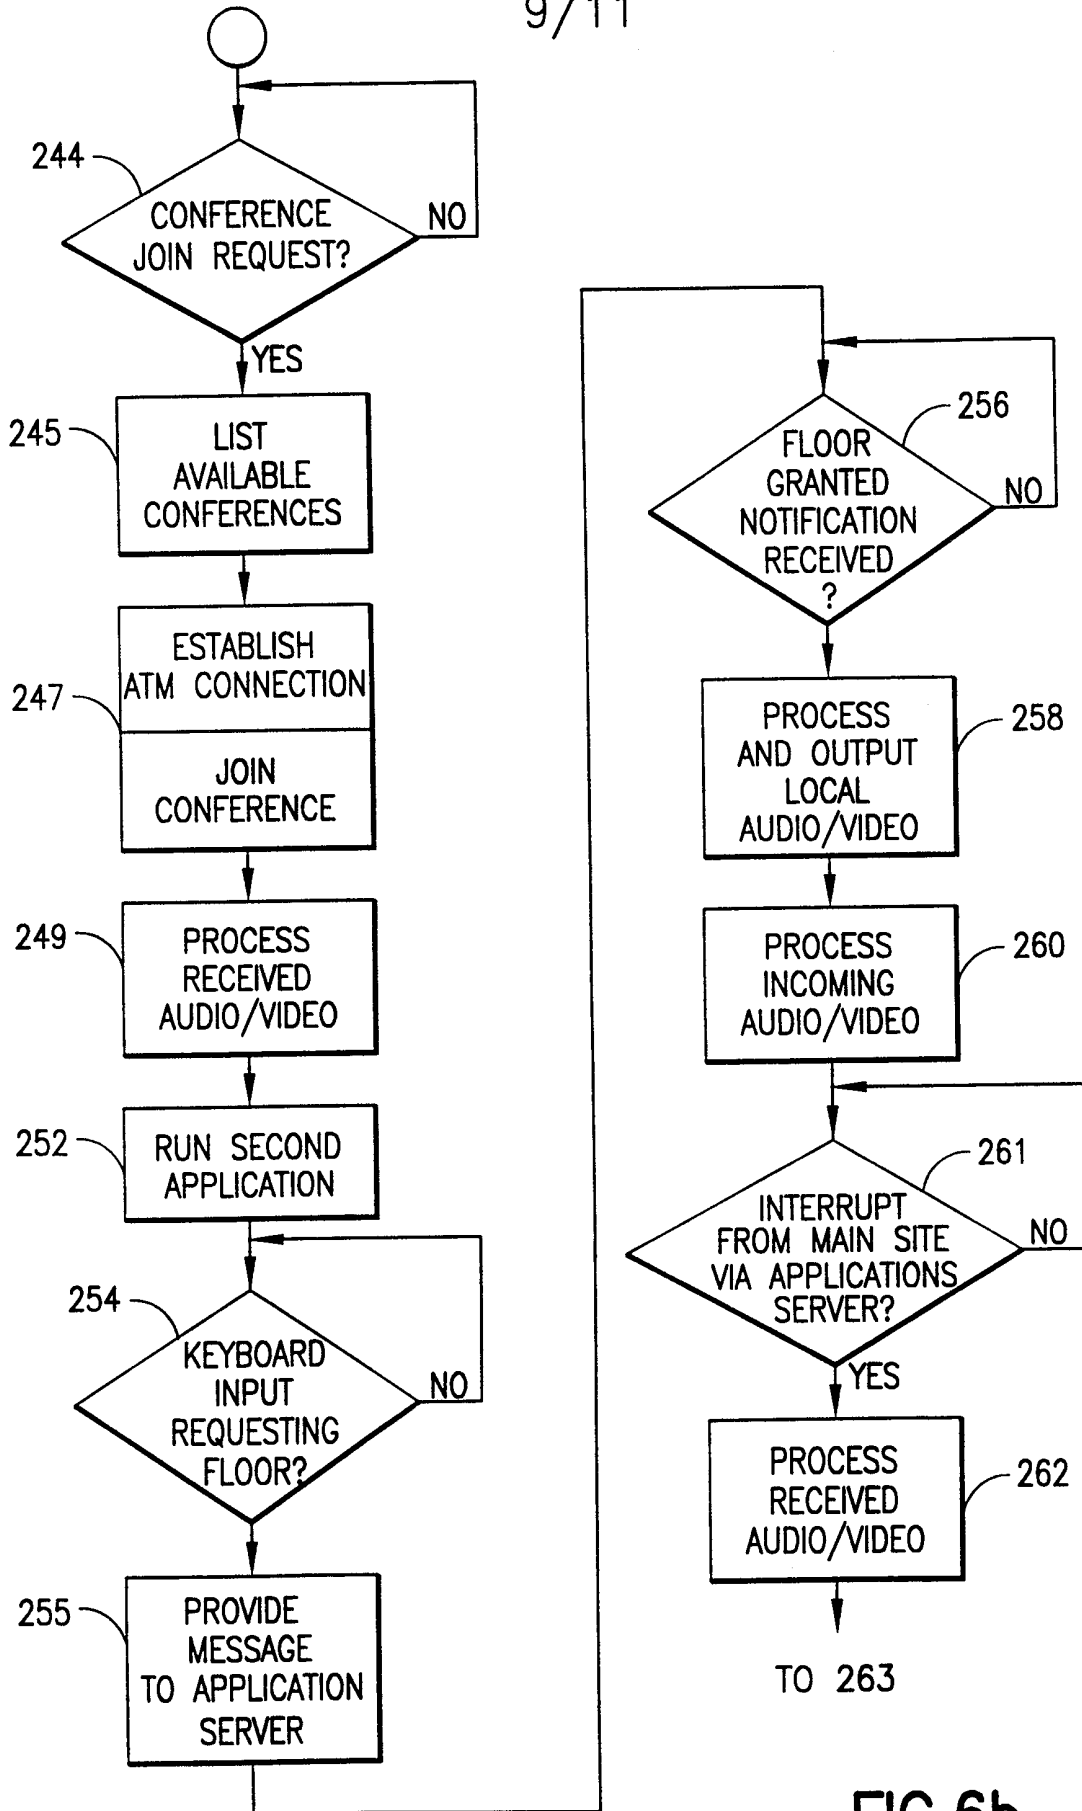 9/11
244
CONFERENCE
JOIN REQUEST?
NO
YES
245
LIST
AVAILABLE
CONFERENCES
247
ESTABLISH
ATM CONNECTION
JOIN
CONFERENCE
249
PROCESS
RECEIVED
AUDIO/VIDEO
252
RUN SECOND
APPLICATION
254
KEYBOARD
INPUT
REQUESTING
FLOOR?
NO
255
PROVIDE
MESSAGE
TO APPLICATION
SERVER
256
FLOOR
GRANTED
NOTIFICATION
RECEIVED
?
NO
258
PROCESS
AND OUTPUT
LOCAL
AUDIO/VIDEO
260
PROCESS
INCOMING
AUDIO/VIDEO
261
INTERRUPT
FROM MAIN SITE
VIA APPLICATIONS
SERVER?
NO
YES
262
PROCESS
RECEIVED
AUDIO/VIDEO
TO 263
FIG.6b